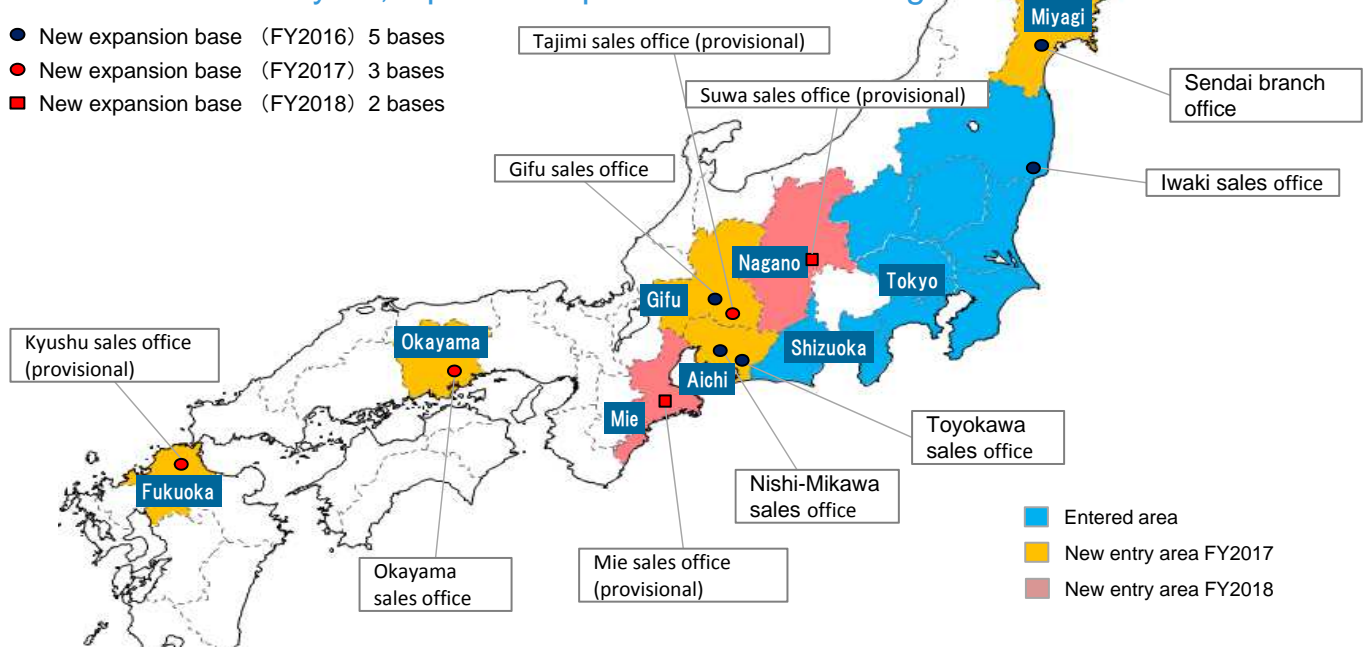 New expansion base （FY2016）5 bases
New expansion base （FY2017）3 bases
New expansion base （FY2018）2 bases
Tajimi sales office (provisional)
Suwa sales office (provisional)
Gifu sales office
Miyagi
Sendai branch
office
Iwaki sales office
Nagano
Tokyo
Gifu
Shizuoka
Okayama
Aichi
Mie
Kyushu sales office
(provisional)
Fukuoka
Toyokawa
sales office
Nishi-Mikawa
sales office
Okayama
sales office
Mie sales office
(provisional)
Entered area
New entry area FY2017
New entry area FY2018